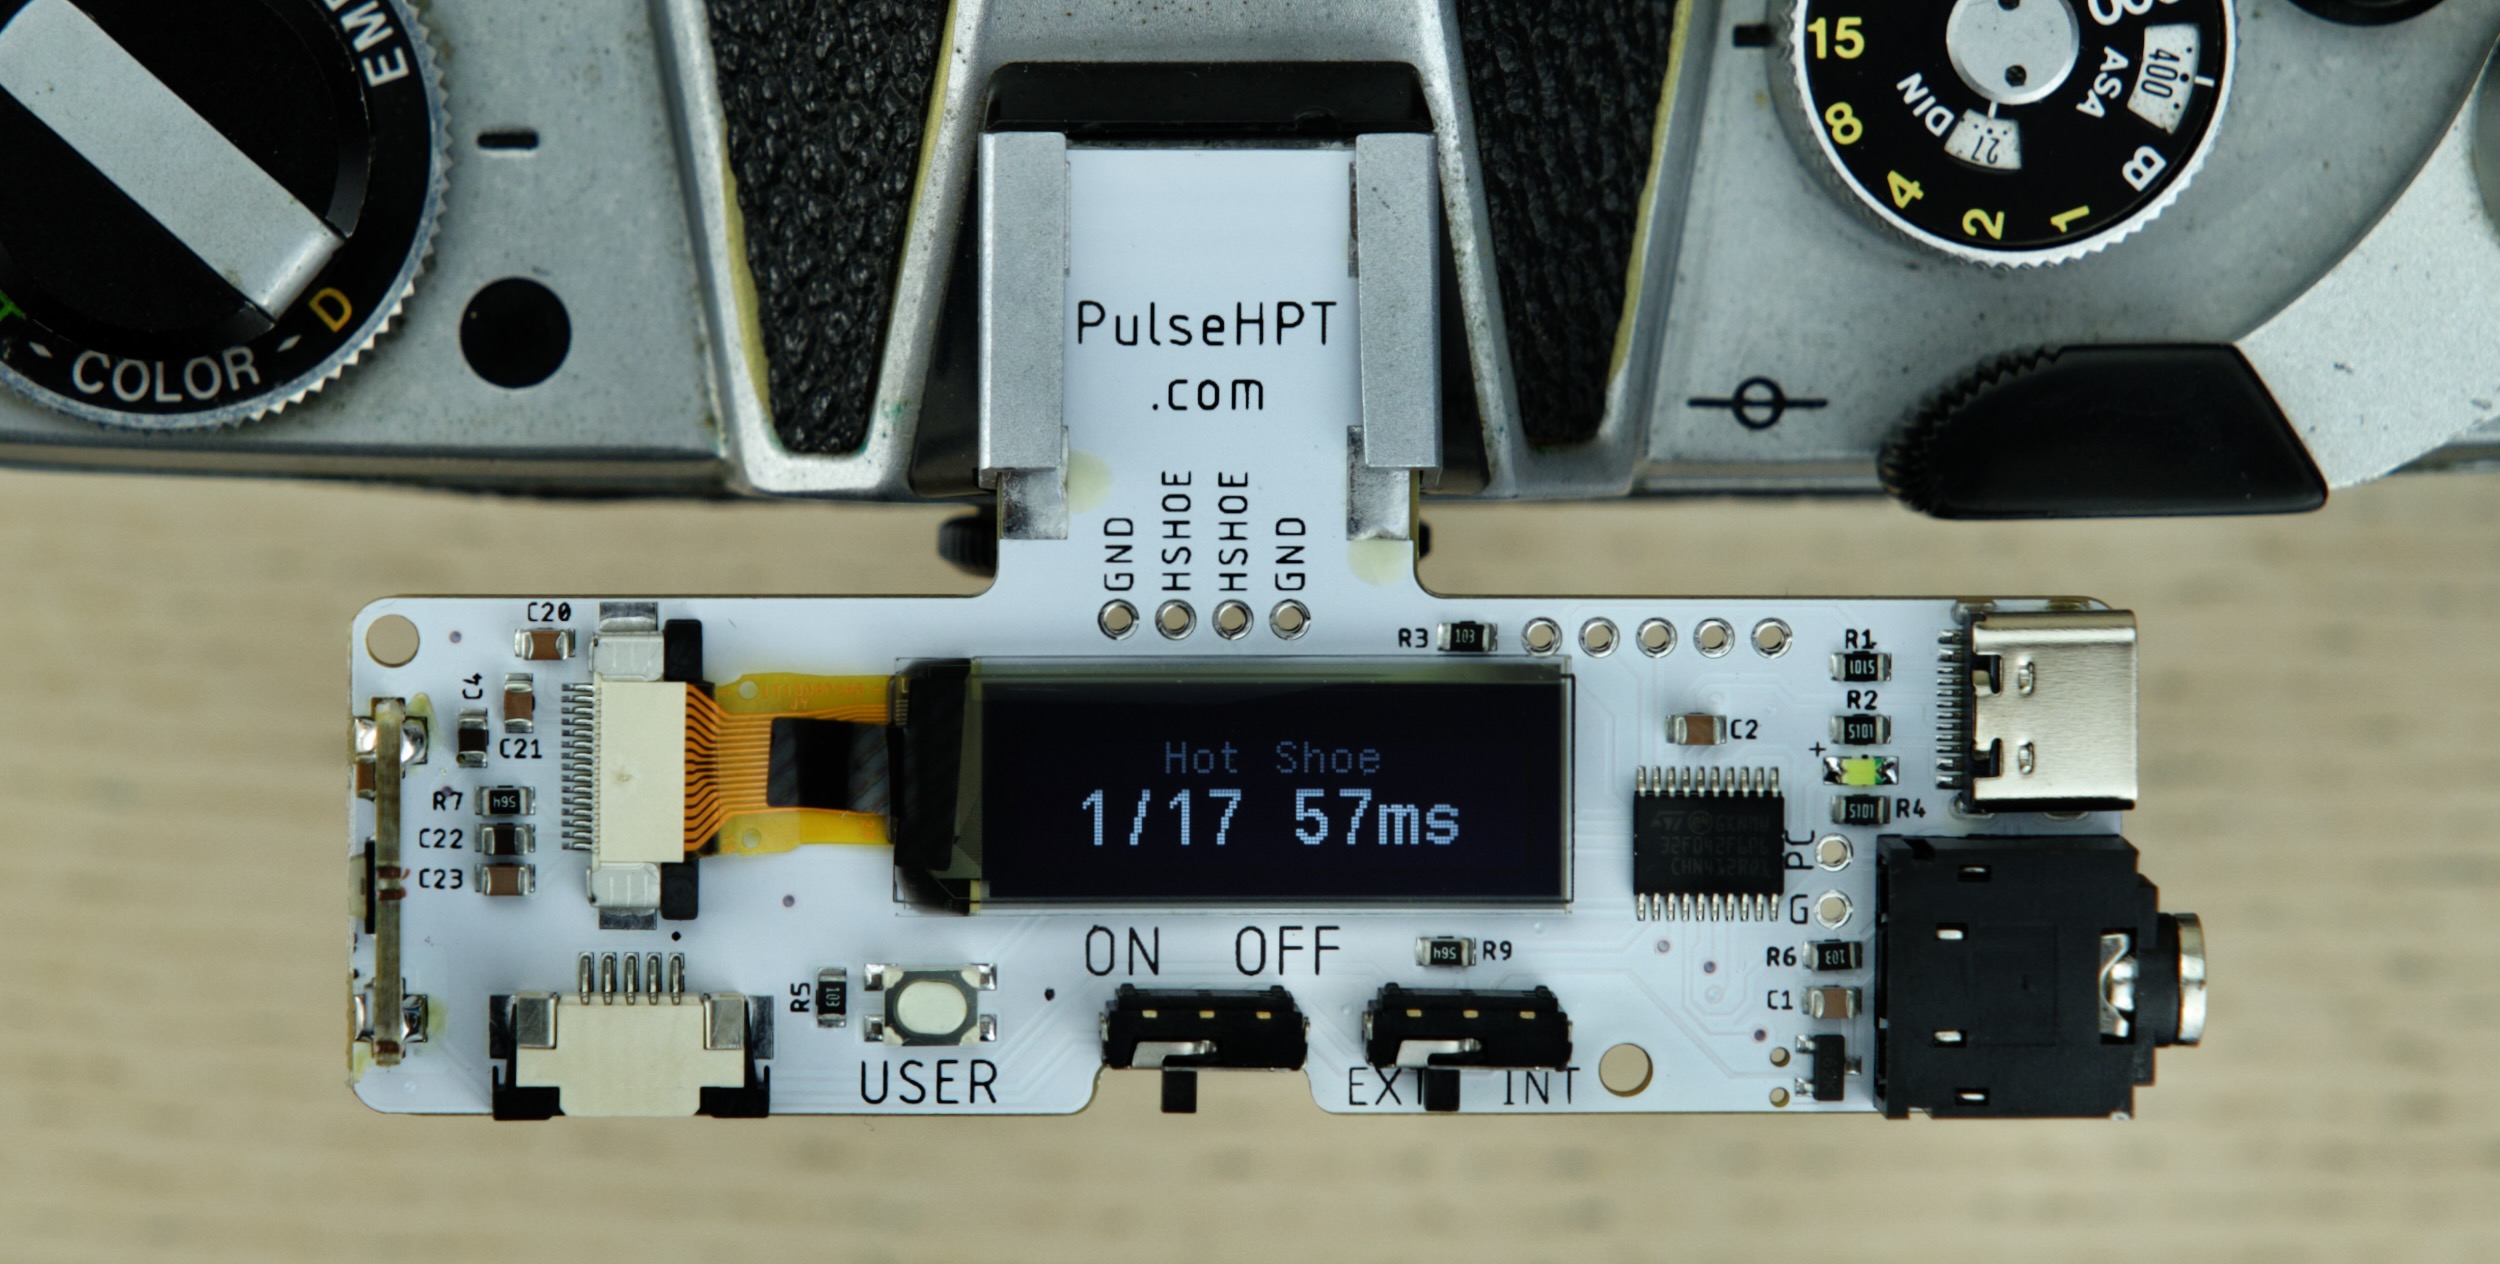 COLOR - D
15
8
4
2
1
B
DIN
27
ASA
400
PulseHPT
.com
GND
HSHOE
HSHOE
GND
C20
C4
C21
R7
564
C22
C23
R3
103
R1
5101
R2
5101
+
C2
5101
R4
Hot Shoe
1/17 57ms
PC
G
ON OFF
564
R9
R6
103
C1
R5
103
USER
EXT INT